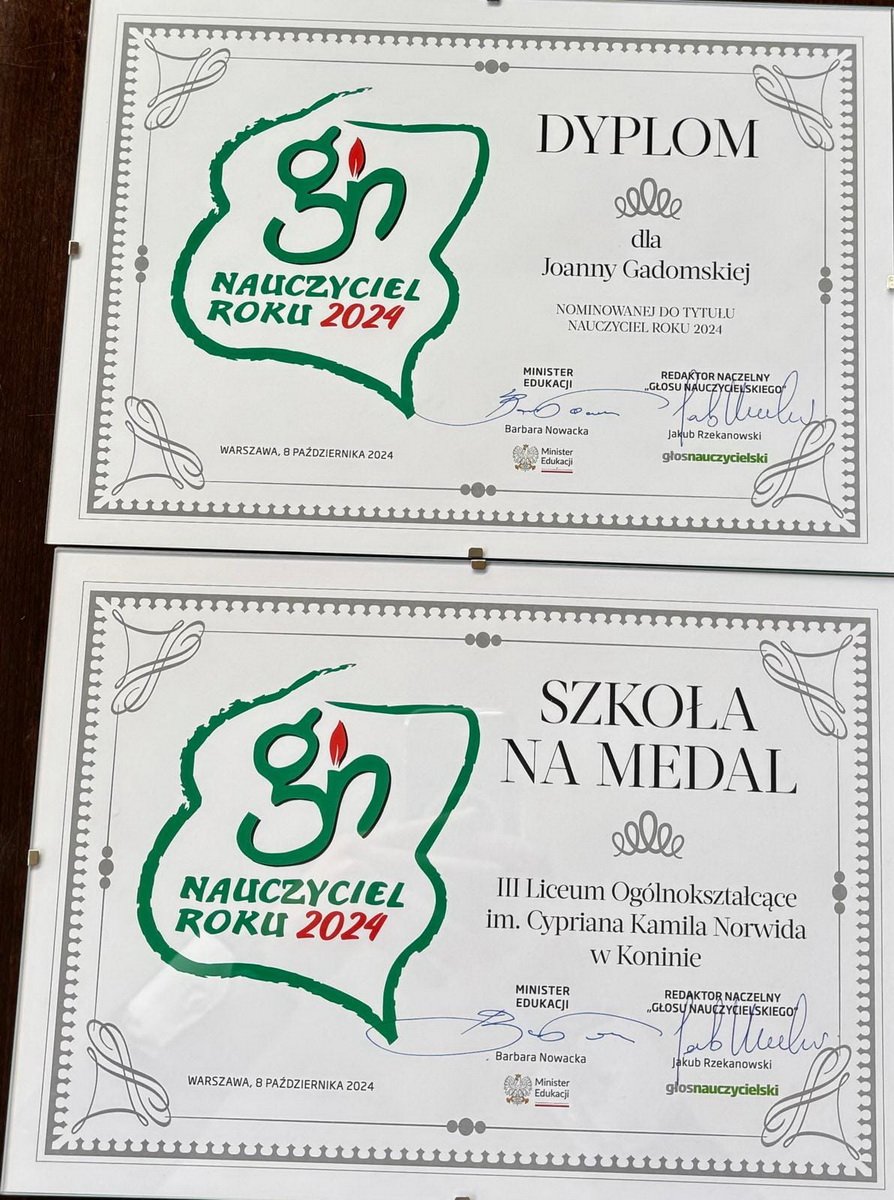 gn
NAUCZYCIEL
ROKU 2024
DYPLOM
dla
Joanny Gadomskiej
NOMINOWANEJ DO TYTUŁU
NAUCZYCIEL ROKU 2024
MINISTER
EDUKACJI
Barbara Nowacka
Minister
Edukacji
REDAKTOR NACZELNY
„GŁOSU NAUCZYCIELSKIEGO”
Jakub Rzekanowski
głosnauczycielski
WARSZAWA, 8 PAŹDZIERNIKA 2024
gn
NAUCZYCIEL
ROKU 2024
SZKOŁA
NA MEDAL
III Liceum Ogólnokształcące
im. Cypriana Kamila Norwida
w Koninie
MINISTER
EDUKACJI
Barbara Nowacka
Minister
Edukacji
REDAKTOR NACZELNY
„GŁOSU NAUCZYCIELSKIEGO”
Jakub Rzekanowski
głosnauczycielski
WARSZAWA, 8 PAŹDZIERNIKA 2024